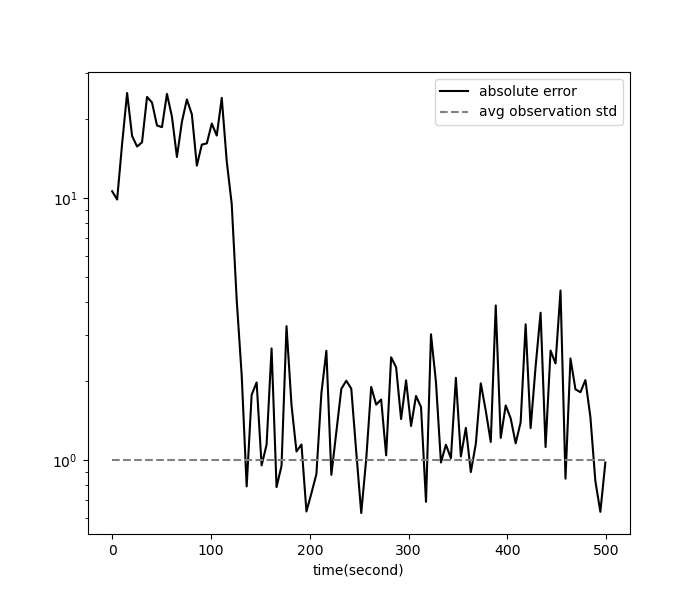 absolute error
avg observation std
10¹
10⁰
0 100 200 300 400 500
time(second)